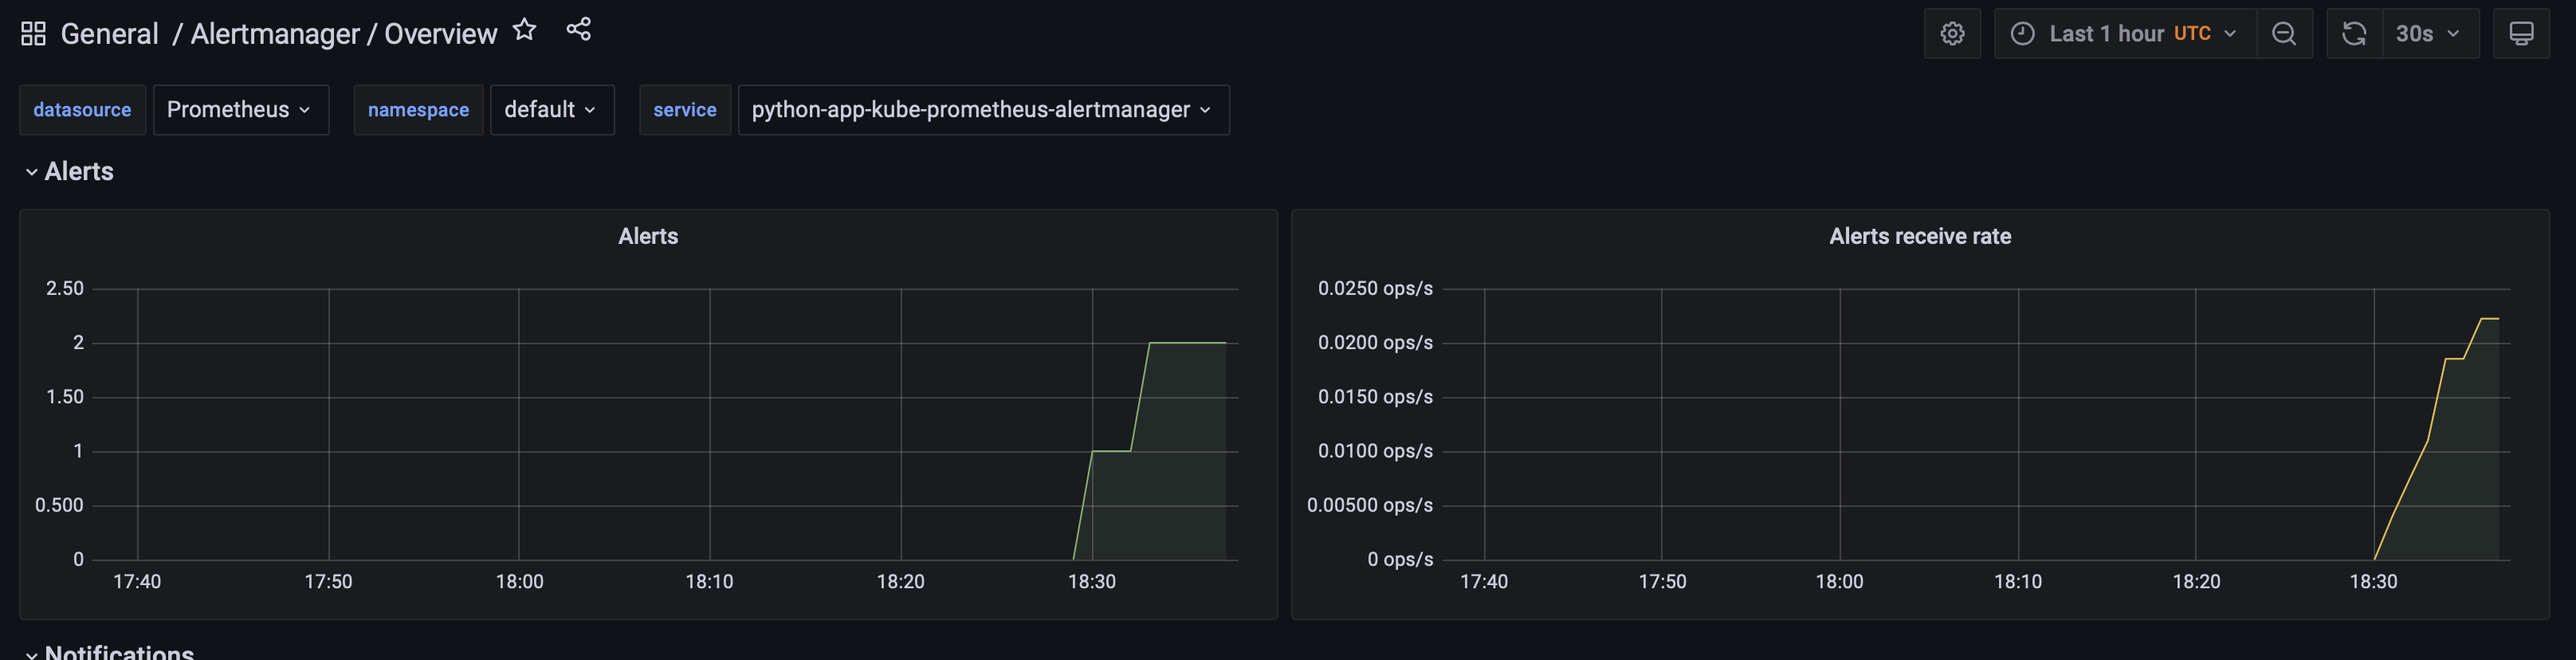 General / Alertmanager / Overview
Last 1 hour UTC
30s
datasource Prometheus namespace default service python-app-kube-prometheus-alertmanager
Alerts
Alerts
2.50
2
1.50
1
0.500
0
17:40 17:50 18:00 18:10 18:20 18:30
Alerts receive rate
0.0250 ops/s
0.0200 ops/s
0.0150 ops/s
0.0100 ops/s
0.00500 ops/s
0 ops/s
17:40 17:50 18:00 18:10 18:20 18:30
Notifications